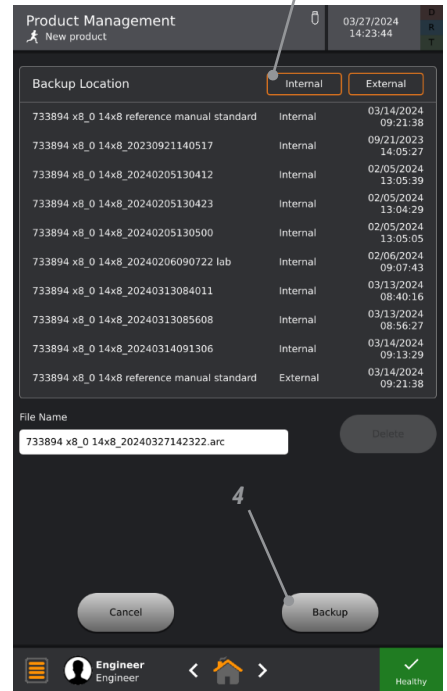 Product Management
New product
03/27/2024
14:23:44
D
R
T
Backup Location
Internal
External
733894 x8_0 14x8 reference manual standard Internal 03/14/2024 09:21:38
733894 x8_0 14x8_20230921140517 Internal 09/21/2023 14:05:27
733894 x8_0 14x8_20240205130412 Internal 02/05/2024 13:05:39
733894 x8_0 14x8_20240205130423 Internal 02/05/2024 13:04:29
733894 x8_0 14x8_20240205130500 Internal 02/05/2024 13:05:05
733894 x8_0 14x8_20240206090722 lab Internal 02/06/2024 09:07:43
733894 x8_0 14x8_20240313084011 Internal 03/13/2024 08:40:16
733894 x8_0 14x8_20240313085608 Internal 03/13/2024 08:56:27
733894 x8_0 14x8_20240314091306 Internal 03/14/2024 09:13:29
733894 x8_0 14x8 reference manual standard External 03/14/2024 09:21:38
File Name
733894 x8_0 14x8_20240327142322.arc
Delete
4
Cancel
Backup
Engineer
Engineer
Healthy